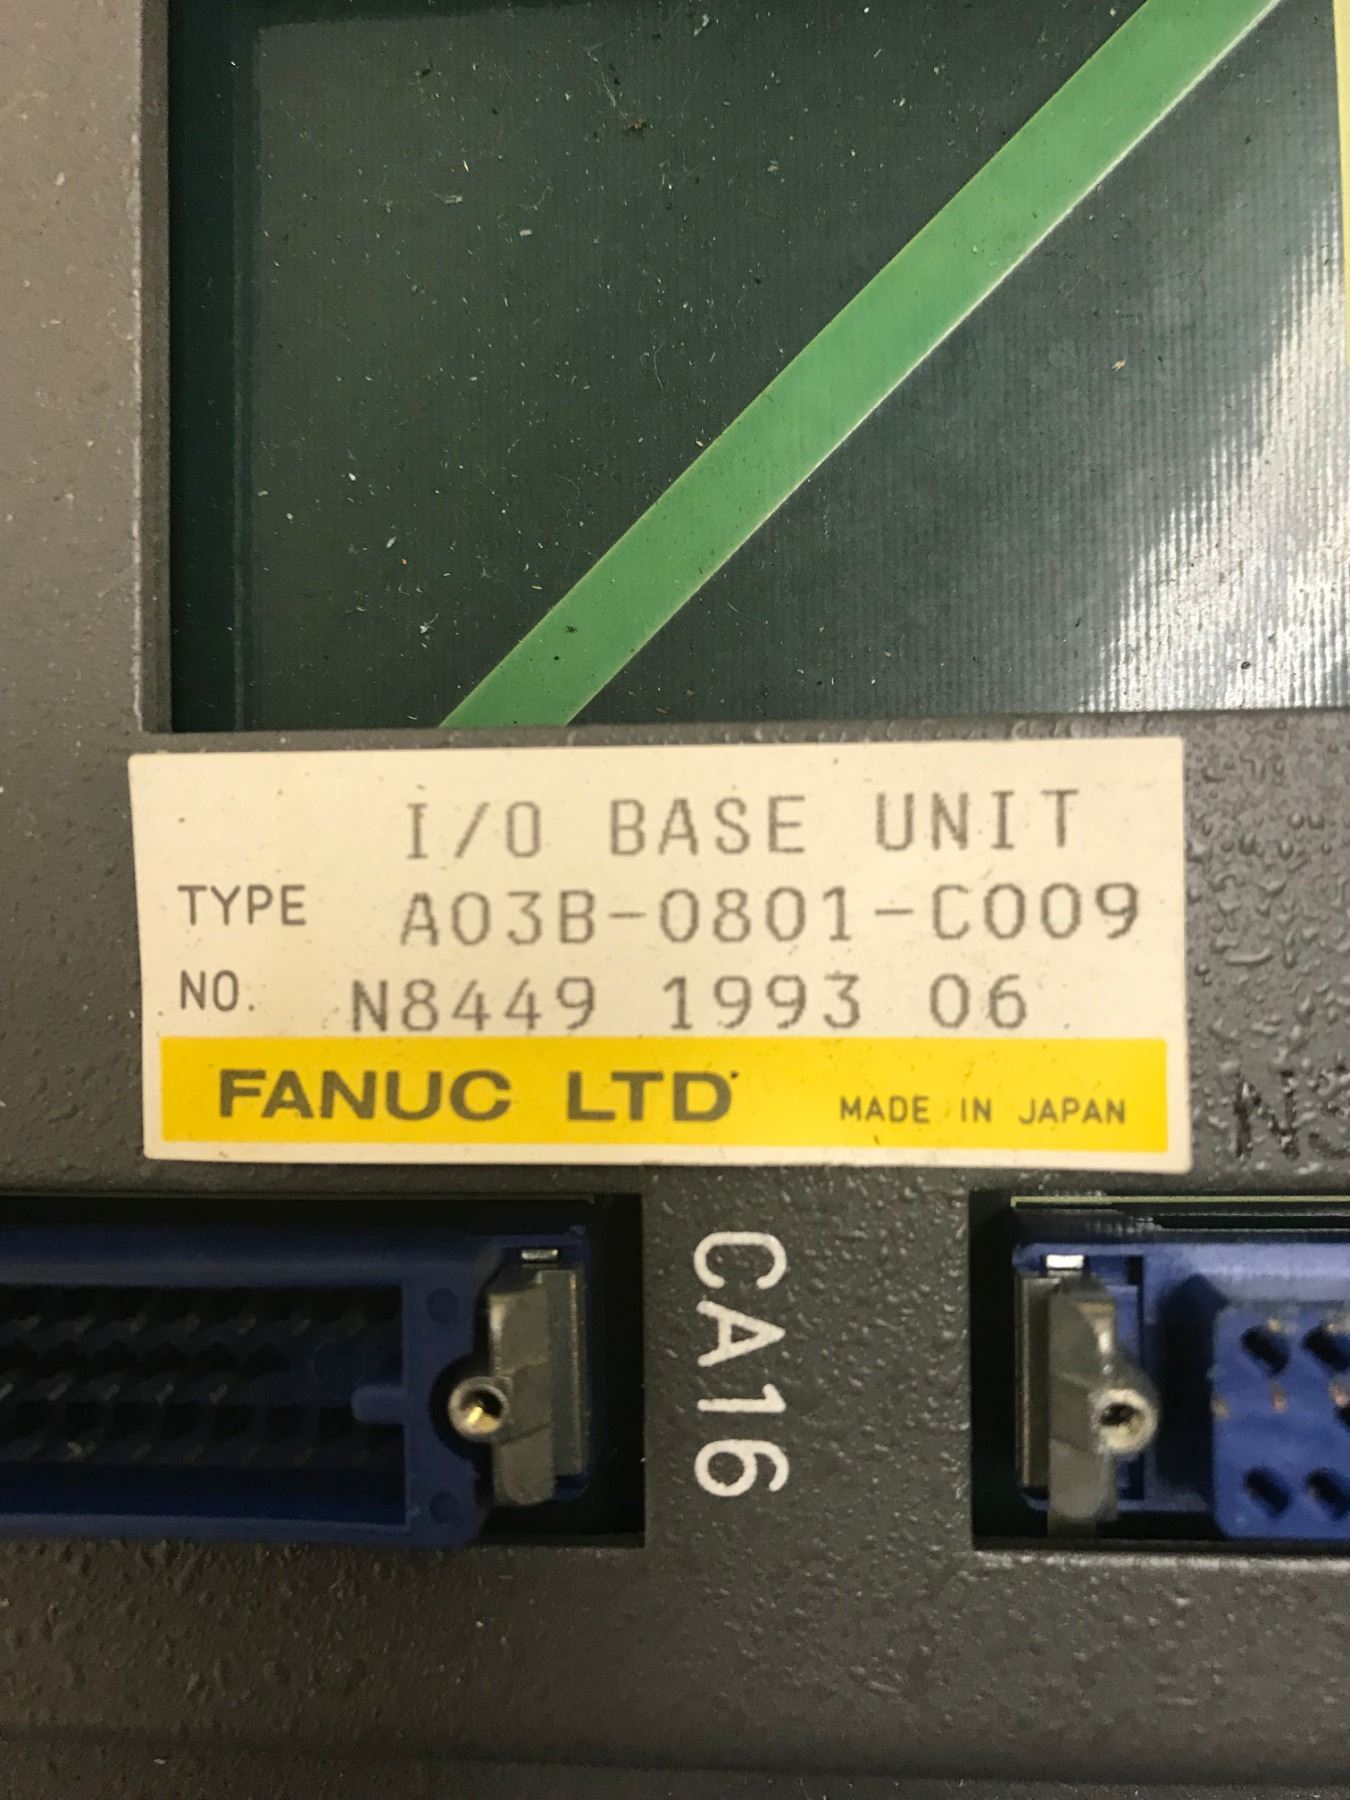 I/O BASE UNIT
TYPE A03B-0801-C009
NO. N8449 1993 06
FANUC LTD MADE IN JAPAN
CA16